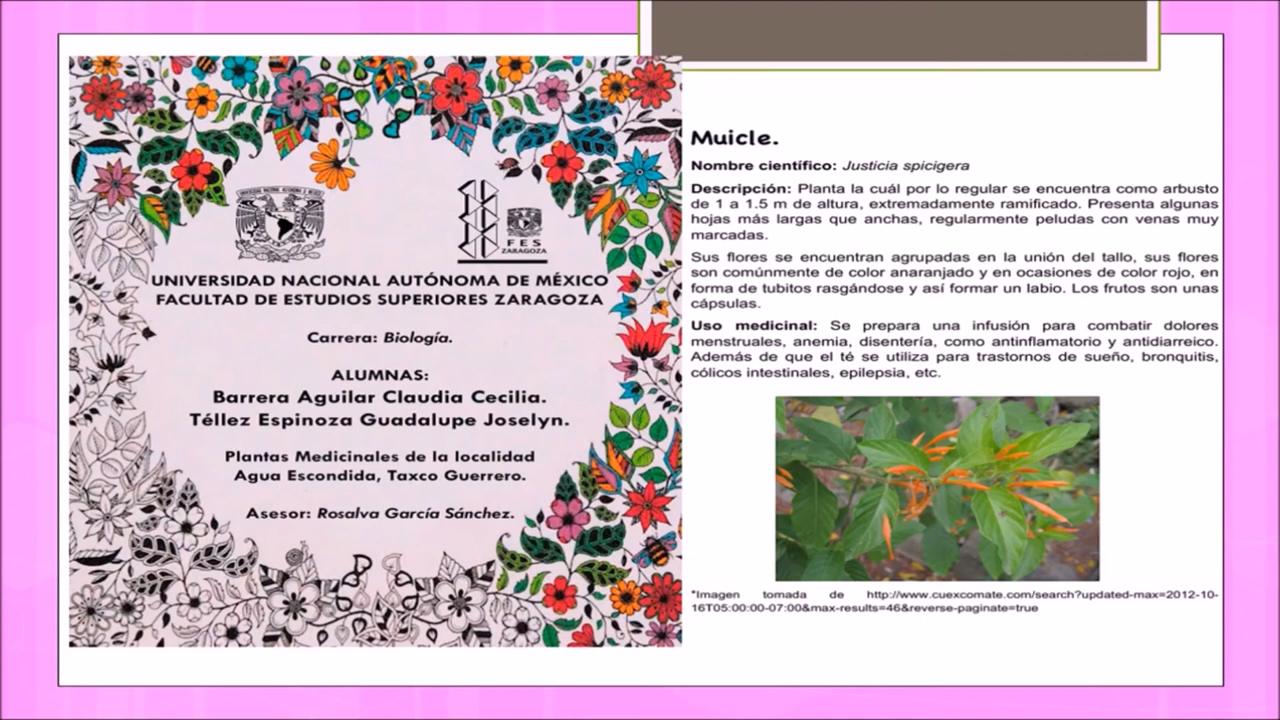 UNIVERSIDAD NACIONAL AUTÓNOMA DE MÉXICO
FACULTAD DE ESTUDIOS SUPERIORES ZARAGOZA
Carrera: Biología.
ALUMNAS:
Barrera Aguilar Claudia Cecilia.
Téllez Espinoza Guadalupe Joselyn.
Plantas Medicinales de la localidad
Agua Escondida, Taxco Guerrero.
Asesor: Rosalva García Sánchez.
FES
ZARAGOZA
Muicle.
Nombre científico: Justicia spicigera
Descripción: Planta la cuál por lo regular se encuentra como arbusto
de 1 a 1.5 m de altura, extremadamente ramificado. Presenta algunas
hojas más largas que anchas, regularmente peludas con venas muy
marcadas.
Sus flores se encuentran agrupadas en la unión del tallo, sus flores
son comúnmente de color anaranjado y en ocasiones de color rojo, en
forma de tubitos rasgándose y así formar un labio. Los frutos son unas
cápsulas.
Uso medicinal: Se prepara una infusión para combatir dolores
menstruales, anemia, disentería, como antinflamatorio y antidiarreico.
Además de que el té se utiliza para trastornos de sueño, bronquitis,
cólicos intestinales, epilepsia, etc.
*Imagen tomada de http://www.cuexcomate.com/search?updated-max=2012-10-
16T05:00:00-07:00&max-results=46&reverse-paginate=true